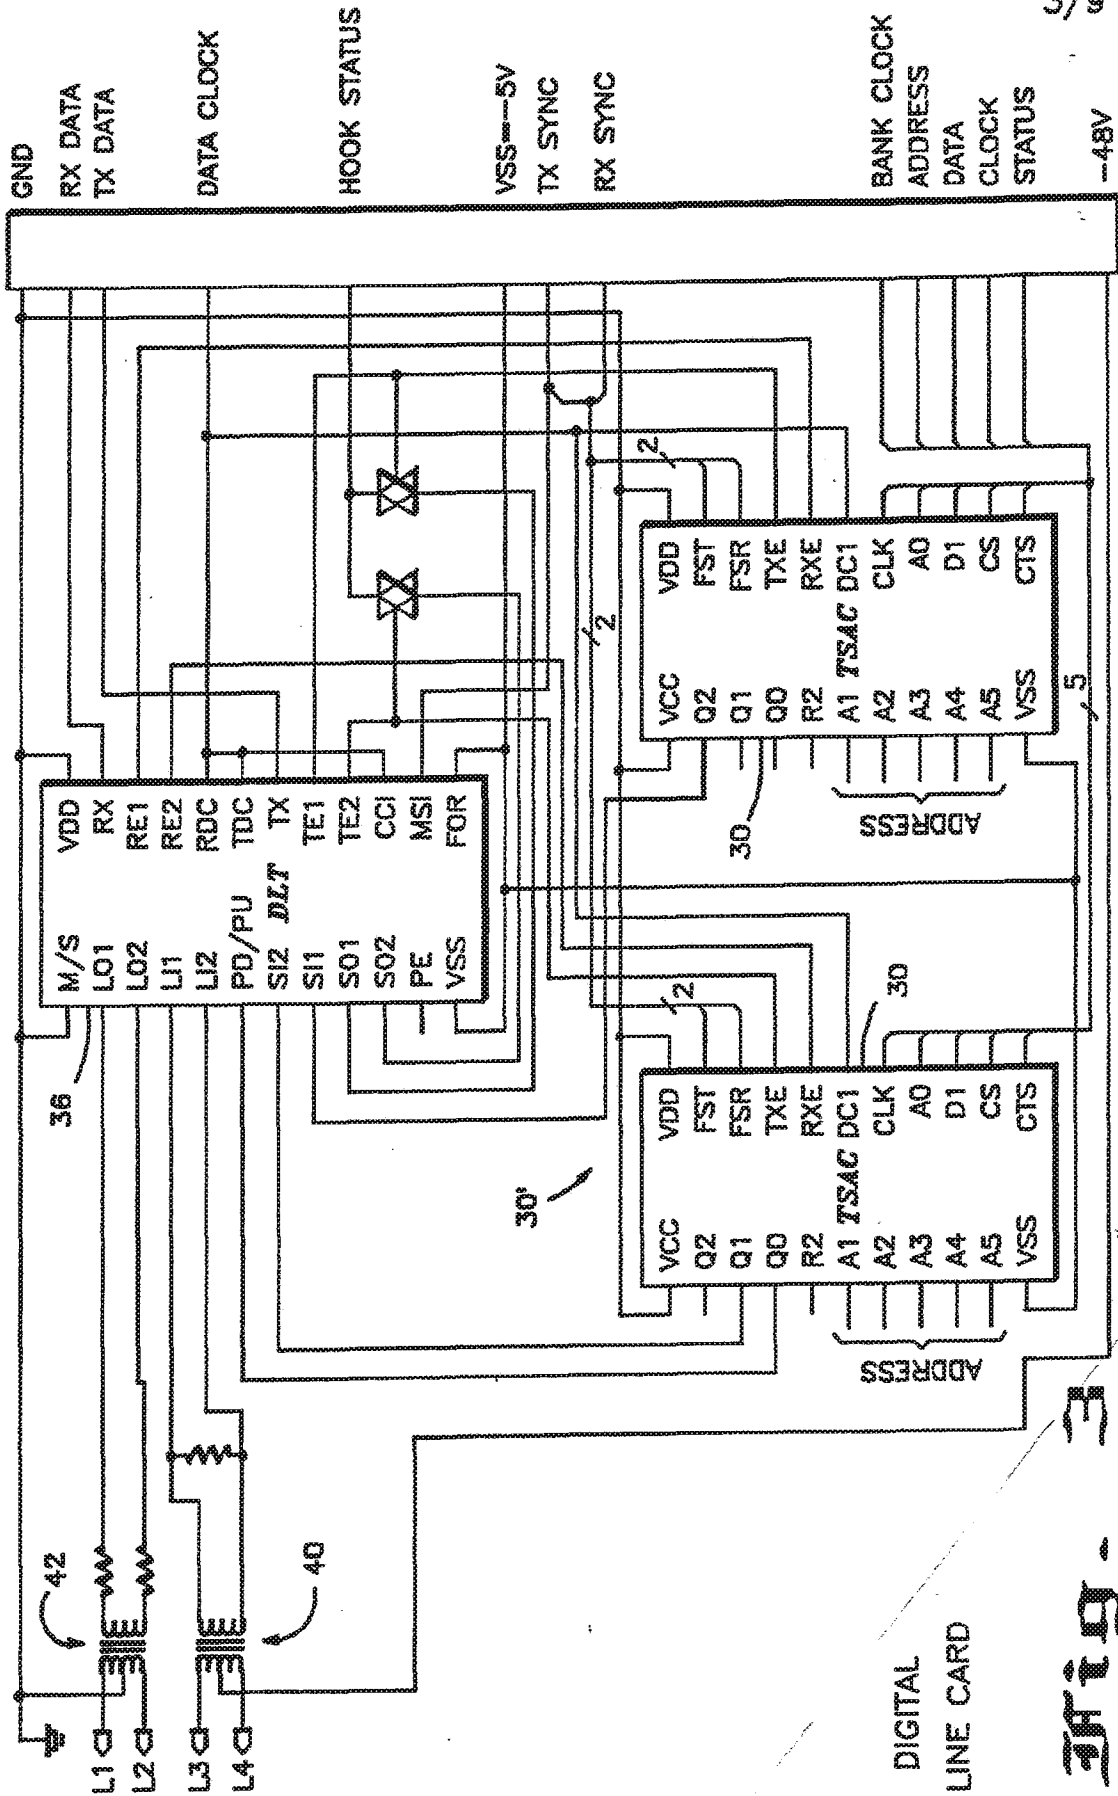 3/9
GND
RX DATA
TX DATA
DATA CLOCK
HOOK STATUS
VSS=-5V
TX SYNC
RX SYNC
BANK CLOCK
ADDRESS
DATA
CLOCK
STATUS
-48V
VDD
RX
RE1
RE2
RDC
TDC
TX
TE1
TE2
CCI
MSI
FOR
DLT
M/S
LO1
LO2
LI1
LI2
PD/PU
SI2
SI1
SO1
SO2
PE
VSS
36
2
2
VDD
FST
FSR
TXE
RXE
DC1
CLK
A0
D1
CS
CTS
TSAC
VCC
Q2
Q1
Q0
R2
A1
A2
A3
A4
A5
VSS
5
30
ADDRESS
2
30
30'
VDD
FST
FSR
TXE
RXE
DC1
CLK
A0
D1
CS
CTS
TSAC
VCC
Q2
Q1
Q0
R2
A1
A2
A3
A4
A5
VSS
ADDRESS
42
40
L1
L2
L3
L4
DIGITAL
LINE CARD
Fig. 3